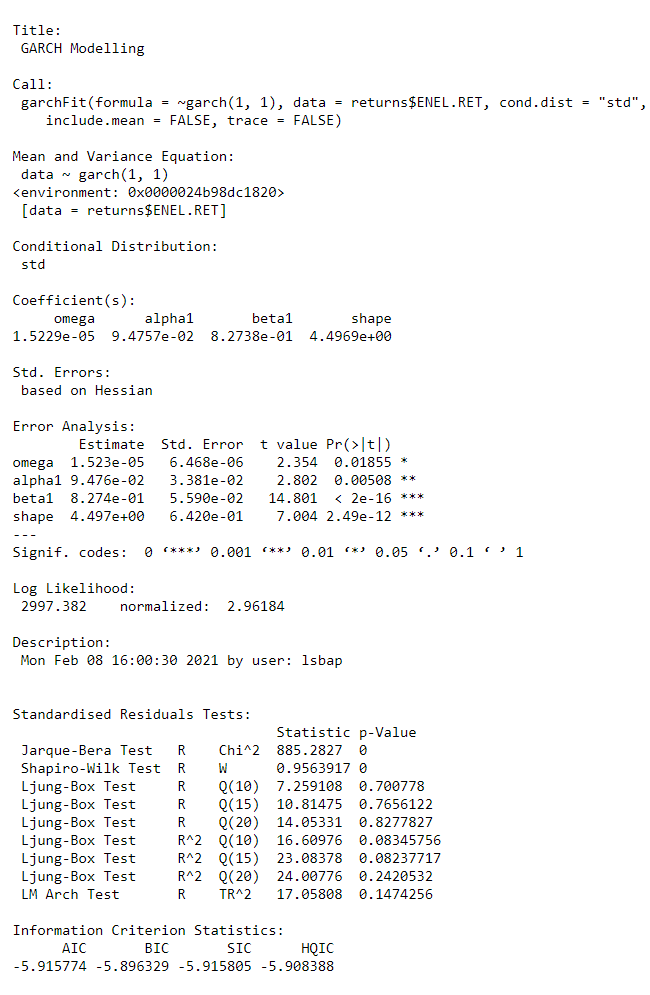 Title:
 GARCH Modelling

Call:
 garchFit(formula = ~garch(1, 1), data = returns$ENEL.RET, cond.dist = "std",
    include.mean = FALSE, trace = FALSE)

Mean and Variance Equation:
 data ~ garch(1, 1)
<environment: 0x0000024b98dc1820>
 [data = returns$ENEL.RET]

Conditional Distribution:
 std

Coefficient(s):
     omega      alpha1       beta1       shape
1.5229e-05  9.4757e-02  8.2738e-01  4.4969e+00

Std. Errors:
 based on Hessian

Error Analysis:
        Estimate  Std. Error  t value Pr(>|t|)
omega  1.523e-05   6.468e-06    2.354  0.01855 *
alpha1 9.476e-02   3.381e-02    2.802  0.00508 **
beta1  8.274e-01   5.590e-02   14.801  < 2e-16 ***
shape  4.497e+00   6.420e-01    7.004 2.49e-12 ***
---
Signif. codes:  0 ‘***’ 0.001 ‘**’ 0.01 ‘*’ 0.05 ‘.’ 0.1 ‘ ’ 1

Log Likelihood:
 2997.382    normalized:  2.96184

Description:
 Mon Feb 08 16:00:30 2021 by user: lsbap


Standardised Residuals Tests:
                                Statistic p-Value
 Jarque-Bera Test   R    Chi^2  885.2827  0
 Shapiro-Wilk Test  R    W      0.9563917 0
 Ljung-Box Test     R    Q(10)  7.259108  0.700778
 Ljung-Box Test     R    Q(15)  10.81475  0.7656122
 Ljung-Box Test     R    Q(20)  14.05331  0.8277827
 Ljung-Box Test     R^2  Q(10)  16.60976  0.08345756
 Ljung-Box Test     R^2  Q(15)  23.08378  0.08237717
 Ljung-Box Test     R^2  Q(20)  24.00776  0.2420532
 LM Arch Test       R    TR^2   17.05808  0.1474256

Information Criterion Statistics:
      AIC       BIC       SIC      HQIC
-5.915774 -5.896329 -5.915805 -5.908388